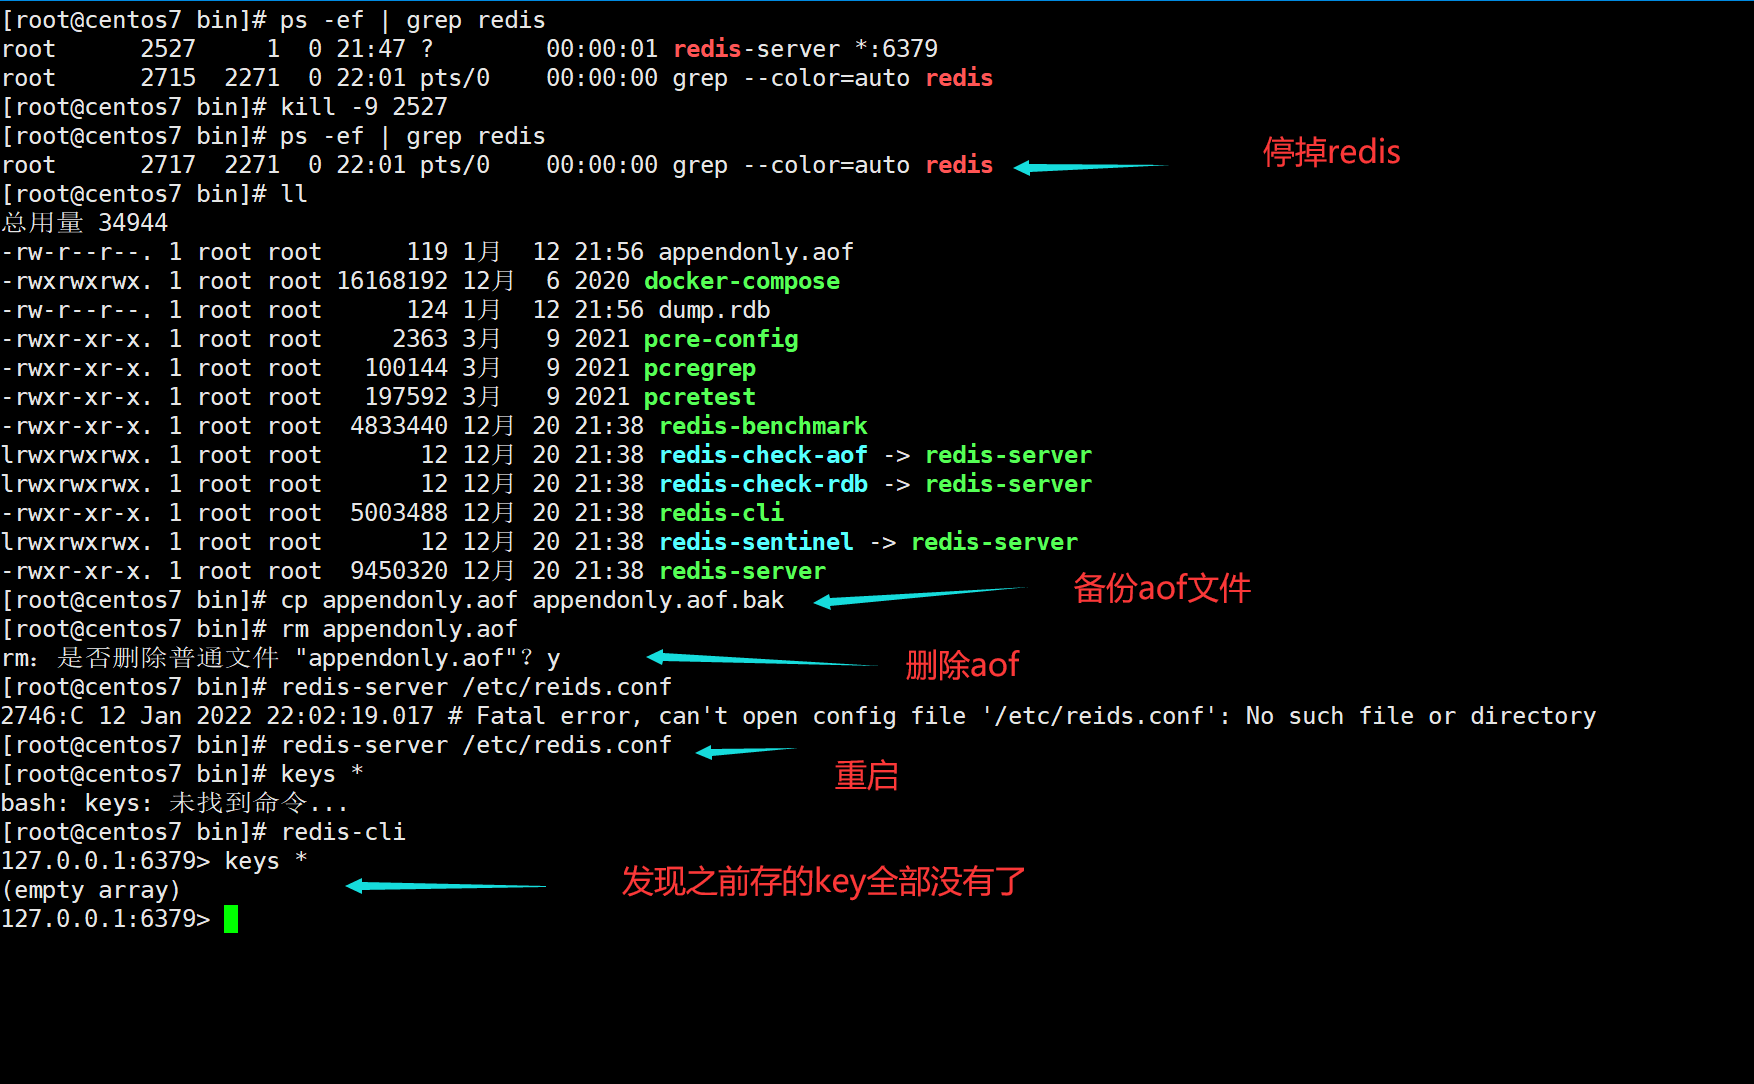 [root@centos7 bin]# ps -ef | grep redis
root      2527     1  0 21:47 ?        00:00:01 redis-server *:6379
root      2715  2271  0 22:01 pts/0    00:00:00 grep --color=auto redis
[root@centos7 bin]# kill -9 2527
[root@centos7 bin]# ps -ef | grep redis
root      2717  2271  0 22:01 pts/0    00:00:00 grep --color=auto redis
停掉redis
[root@centos7 bin]# ll
总用量 34944
-rw-r--r--. 1 root root      119 1月  12 21:56 appendonly.aof
-rwxrwxrwx. 1 root root 16168192 12月  6 2020 docker-compose
-rw-r--r--. 1 root root      124 1月  12 21:56 dump.rdb
-rwxr-xr-x. 1 root root     2363 3月   9 2021 pcre-config
-rwxr-xr-x. 1 root root   100144 3月   9 2021 pcregrep
-rwxr-xr-x. 1 root root   197592 3月   9 2021 pcretest
-rwxr-xr-x. 1 root root  4833440 12月 20 21:38 redis-benchmark
lrwxrwxrwx. 1 root root       12 12月 20 21:38 redis-check-aof -> redis-server
lrwxrwxrwx. 1 root root       12 12月 20 21:38 redis-check-rdb -> redis-server
-rwxr-xr-x. 1 root root  5003488 12月 20 21:38 redis-cli
lrwxrwxrwx. 1 root root       12 12月 20 21:38 redis-sentinel -> redis-server
-rwxr-xr-x. 1 root root  9450320 12月 20 21:38 redis-server
[root@centos7 bin]# cp appendonly.aof appendonly.aof.bak
备份aof文件
[root@centos7 bin]# rm appendonly.aof
rm：是否删除普通文件 "appendonly.aof"？y
删除aof
[root@centos7 bin]# redis-server /etc/reids.conf
2746:C 12 Jan 2022 22:02:19.017 # Fatal error, can't open config file '/etc/reids.conf': No such file or directory
[root@centos7 bin]# redis-server /etc/redis.conf
重启
[root@centos7 bin]# keys *
bash: keys: 未找到命令...
[root@centos7 bin]# redis-cli
127.0.0.1:6379> keys *
(empty array)
发现之前存的key全部没有了
127.0.0.1:6379>